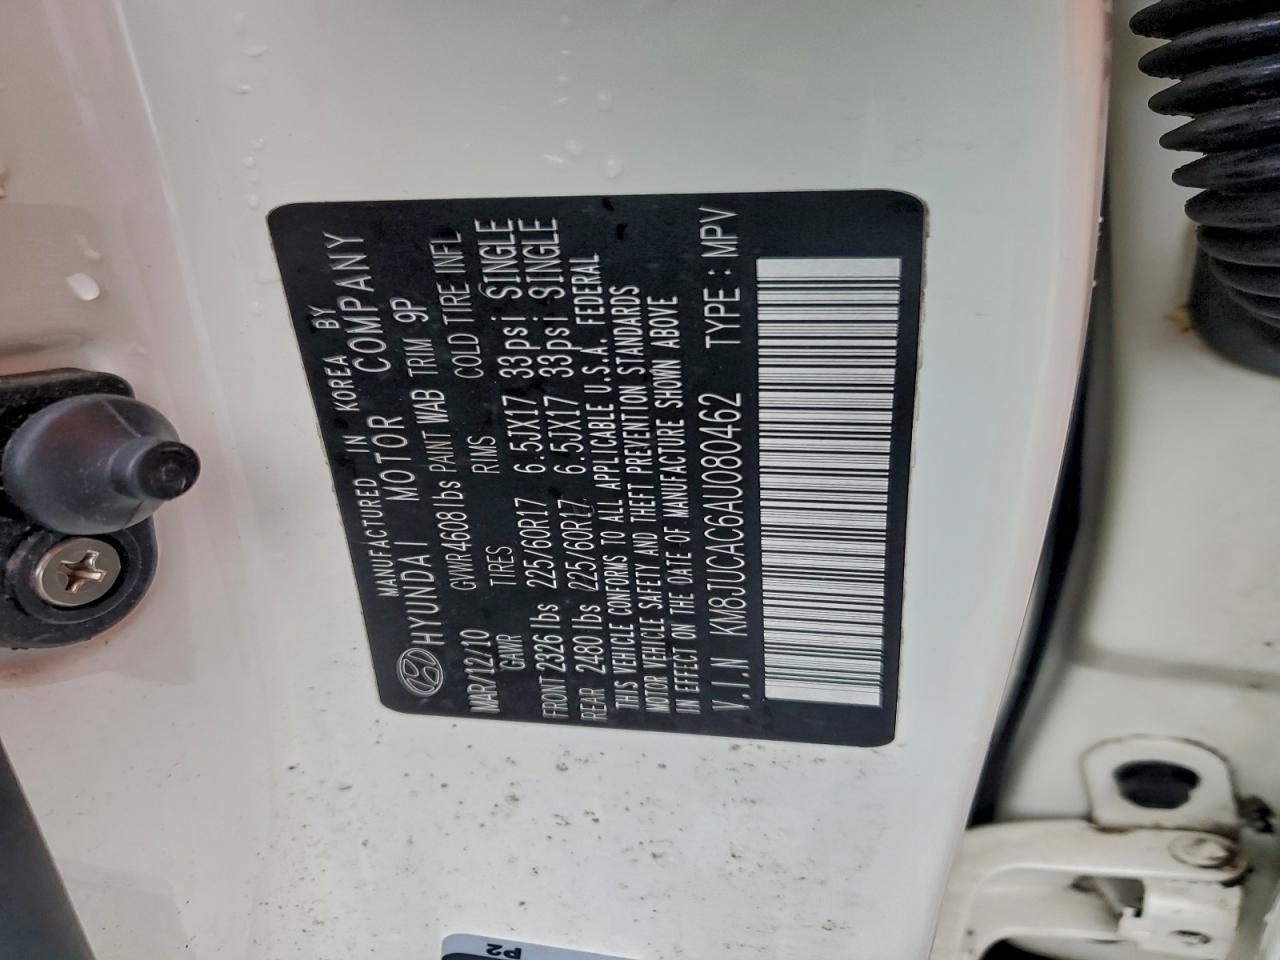 MANUFACTURED IN KOREA BY
HYUNDAI MOTOR COMPANY
GVWR 4608 lbs PAINT WAB TRIM 9P
MAR/12/10
GAWR TIRES RIMS COLD TIRE INFL
FRONT 2326 lbs 225/60R17 6.5JX17 33psi SINGLE
REAR 2480 lbs 225/60R17 6.5JX17 33psi SINGLE
THIS VEHICLE CONFORMS TO ALL APPLICABLE U.S.A. FEDERAL
MOTOR VEHICLE SAFETY AND THEFT PREVENTION STANDARDS
IN EFFECT ON THE DATE OF MANUFACTURE SHOWN ABOVE
V.I.N KM8JUCAC6AU080462 TYPE : MPV